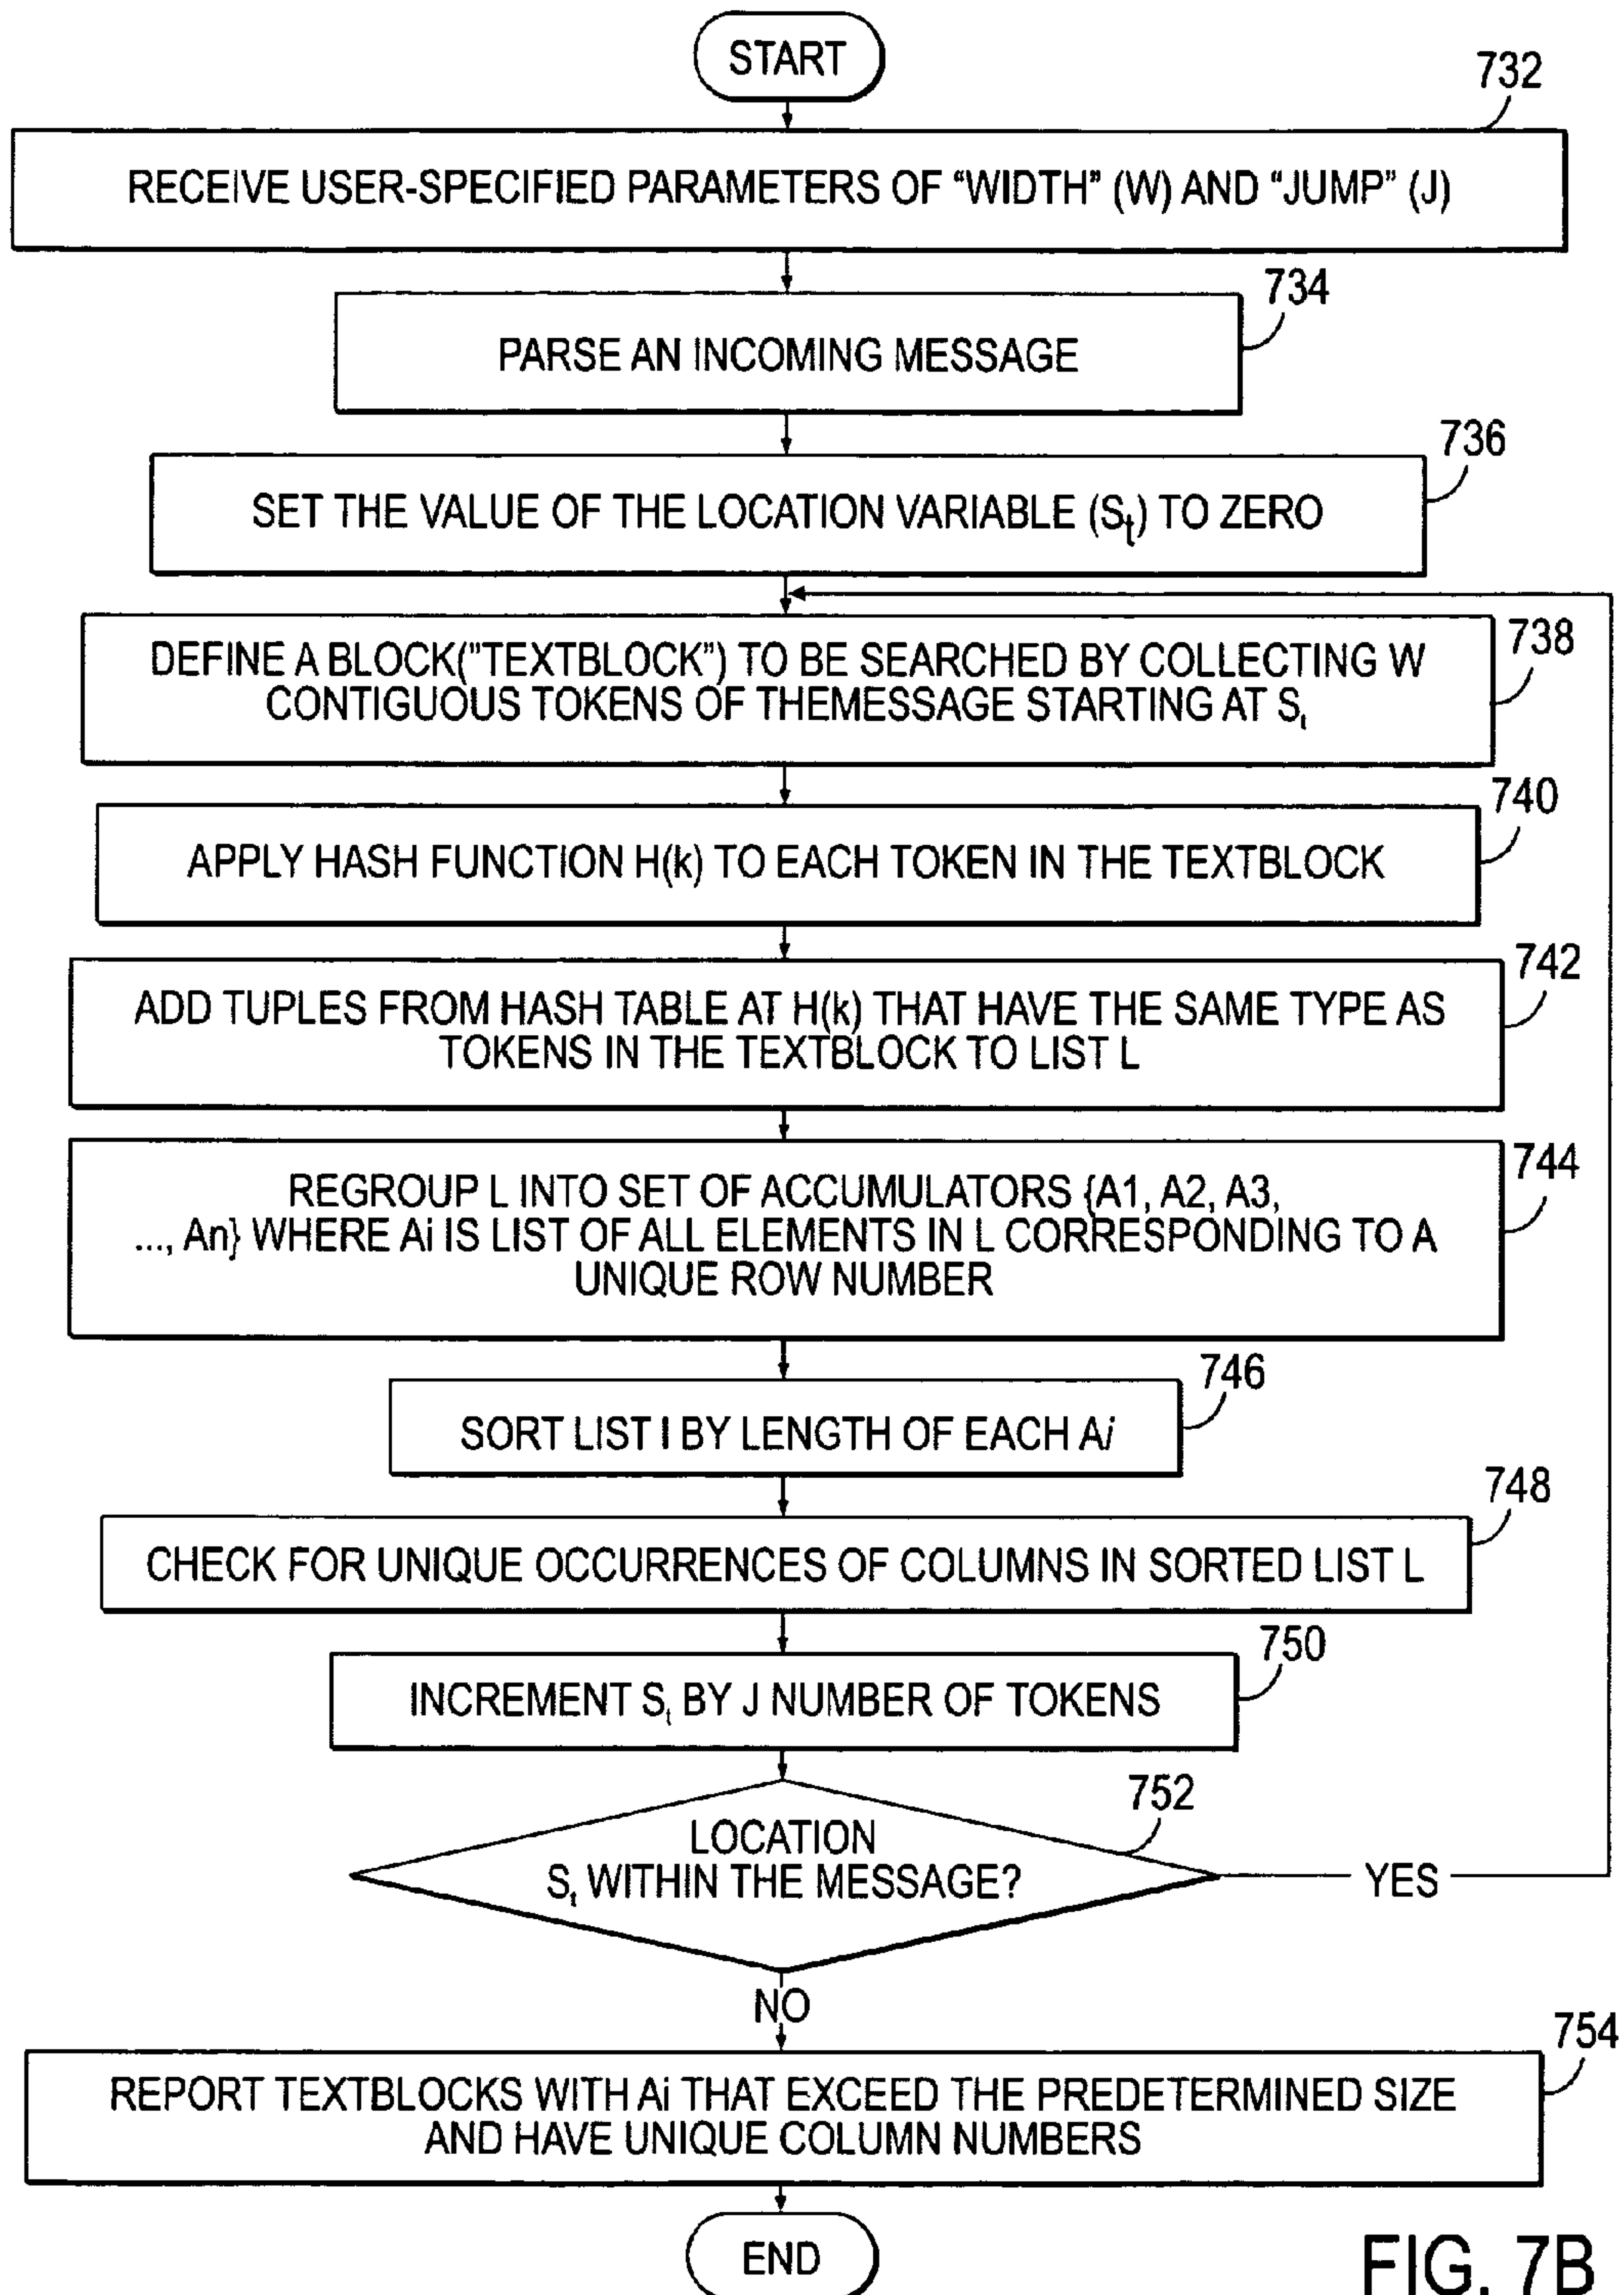 START
732
RECEIVE USER-SPECIFIED PARAMETERS OF “WIDTH” (W) AND “JUMP” (J)
734
PARSE AN INCOMING MESSAGE
736
SET THE VALUE OF THE LOCATION VARIABLE (St) TO ZERO
738
DEFINE A BLOCK("TEXTBLOCK") TO BE SEARCHED BY COLLECTING W
CONTIGUOUS TOKENS OF THEMESSAGE STARTING AT St
740
APPLY HASH FUNCTION H(k) TO EACH TOKEN IN THE TEXTBLOCK
742
ADD TUPLES FROM HASH TABLE AT H(k) THAT HAVE THE SAME TYPE AS
TOKENS IN THE TEXTBLOCK TO LIST L
744
REGROUP L INTO SET OF ACCUMULATORS {A1, A2, A3,
..., An} WHERE Ai IS LIST OF ALL ELEMENTS IN L CORRESPONDING TO A
UNIQUE ROW NUMBER
746
SORT LIST I BY LENGTH OF EACH Ai
748
CHECK FOR UNIQUE OCCURRENCES OF COLUMNS IN SORTED LIST L
750
INCREMENT St BY J NUMBER OF TOKENS
752
LOCATION
St WITHIN THE MESSAGE?
YES
NO
754
REPORT TEXTBLOCKS WITH Ai THAT EXCEED THE PREDETERMINED SIZE
AND HAVE UNIQUE COLUMN NUMBERS
END
FIG. 7B